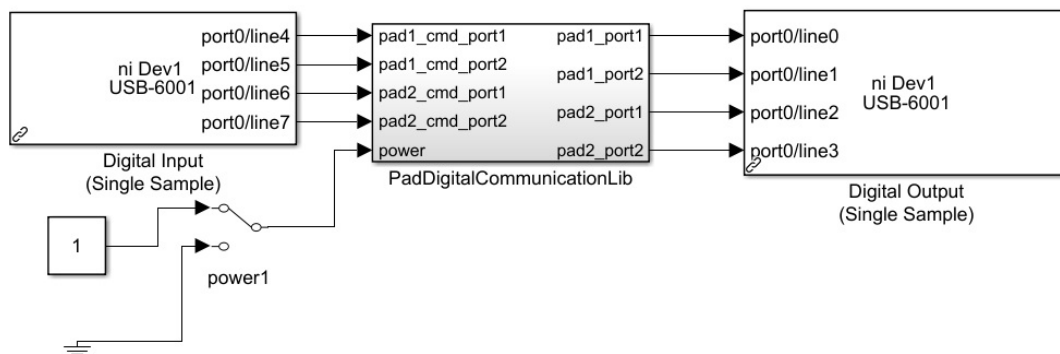 ni Dev1
USB-6001
port0/line4
port0/line5
port0/line6
port0/line7
Digital Input
(Single Sample)
pad1_cmd_port1
pad1_cmd_port2
pad2_cmd_port1
pad2_cmd_port2
power
pad1_port1
pad1_port2
pad2_port1
pad2_port2
PadDigitalCommunicationLib
port0/line0
port0/line1
port0/line2
port0/line3
ni Dev1
USB-6001
Digital Output
(Single Sample)
1
power1